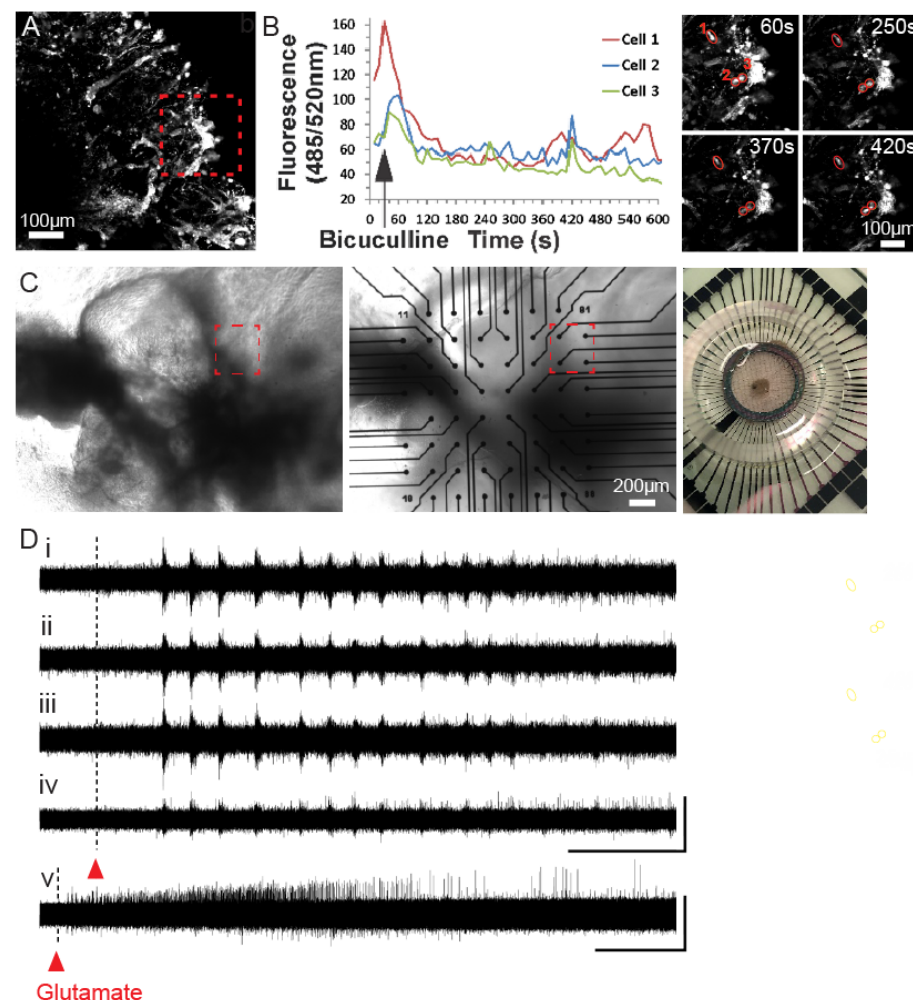 A
100µm
b
B
Fluorescence
(485/520nm)
160
140
120
100
80
60
40
20
0 60 120 180 240 300 360 420 480 540 600
Cell 1
Cell 2
Cell 3
Bicuculline Time (s)
60s
1
2
3
250s
370s
420s
100µm
C
11
81
19
200µm
D
i
ii
iii
iv
v
Glutamate